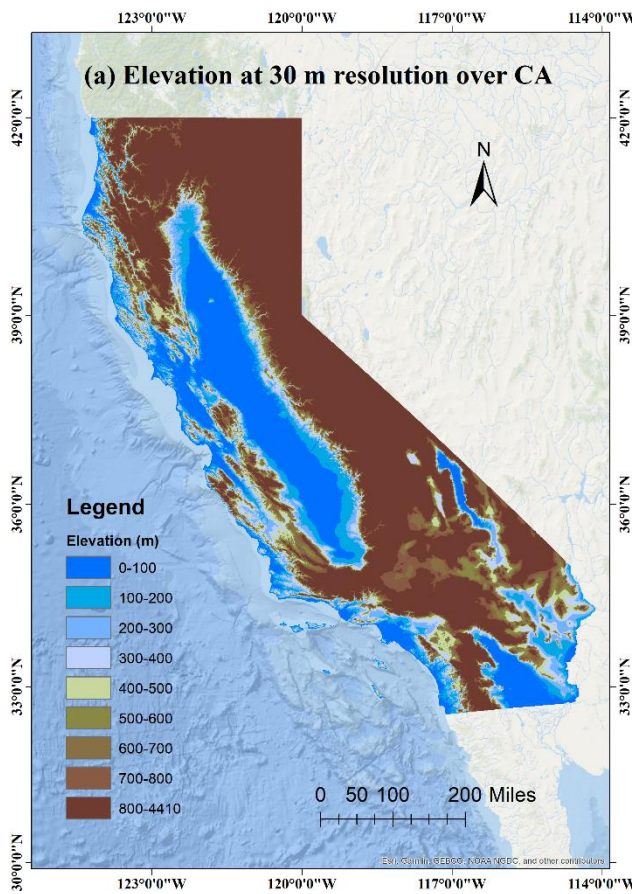 123°0'0"W 120°0'0"W 117°0'0"W 114°0'0"W
(a) Elevation at 30 m resolution over CA
42°0'0"N 42°0'0"N
N
39°0'0"N 39°0'0"N
36°0'0"N 36°0'0"N
Legend
Elevation (m)
0-100
100-200
200-300
300-400
400-500
33°0'0"N 33°0'0"N
500-600
600-700
700-800
800-4410
0 50 100 200 Miles
30°0'0"N 30°0'0"N
Esri, Garmin, GEBCO, NOAA NGDC, and other contributors
123°0'0"W 120°0'0"W 117°0'0"W 114°0'0"W